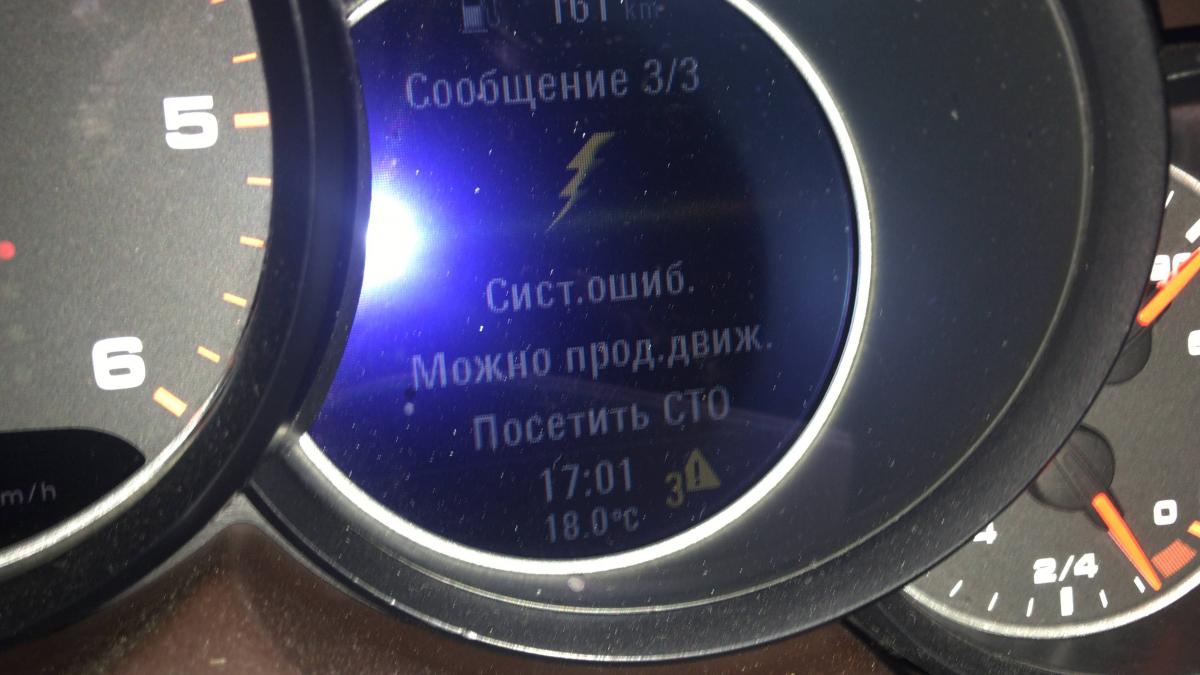 161 km
Сообщение 3/3
Сист.ошиб.
Можно прод.движ.
Посетить СТО
17:01 3
18.0°C
5
6
m/h
0
2/4
4